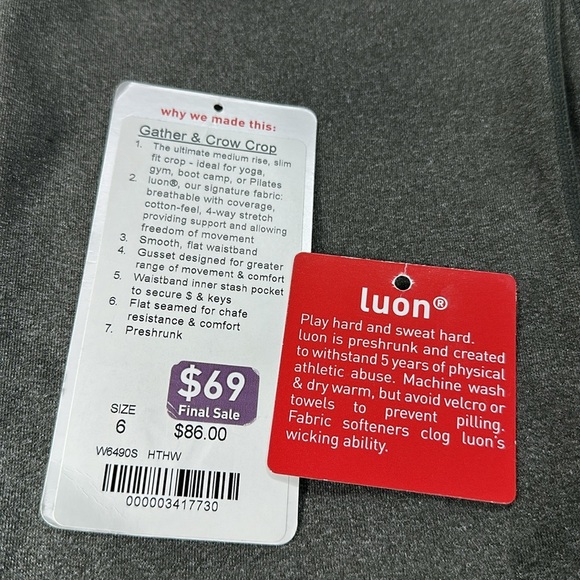 why we made this:
Gather & Crow Crop
1. The ultimate medium rise, slim
fit crop - ideal for yoga,
gym, boot camp, or Pilates
2. luon®, our signature fabric:
breathable with coverage,
cotton-feel, 4-way stretch
providing support and allowing
freedom of movement
3. Smooth, flat waistband
4. Gusset designed for greater
range of movement & comfort
5. Waistband inner stash pocket
to secure $ & keys
6. Flat seamed for chafe
resistance & comfort
7. Preshrunk
$69
Final Sale
SIZE
6
$86.00
W6490S HTHW
000003417730
luon®
Play hard and sweat hard.
luon is preshrunk and created
to withstand 5 years of physical
athletic abuse. Machine wash
& dry warm, but avoid velcro or
towels to prevent pilling.
Fabric softeners clog luon's
wicking ability.